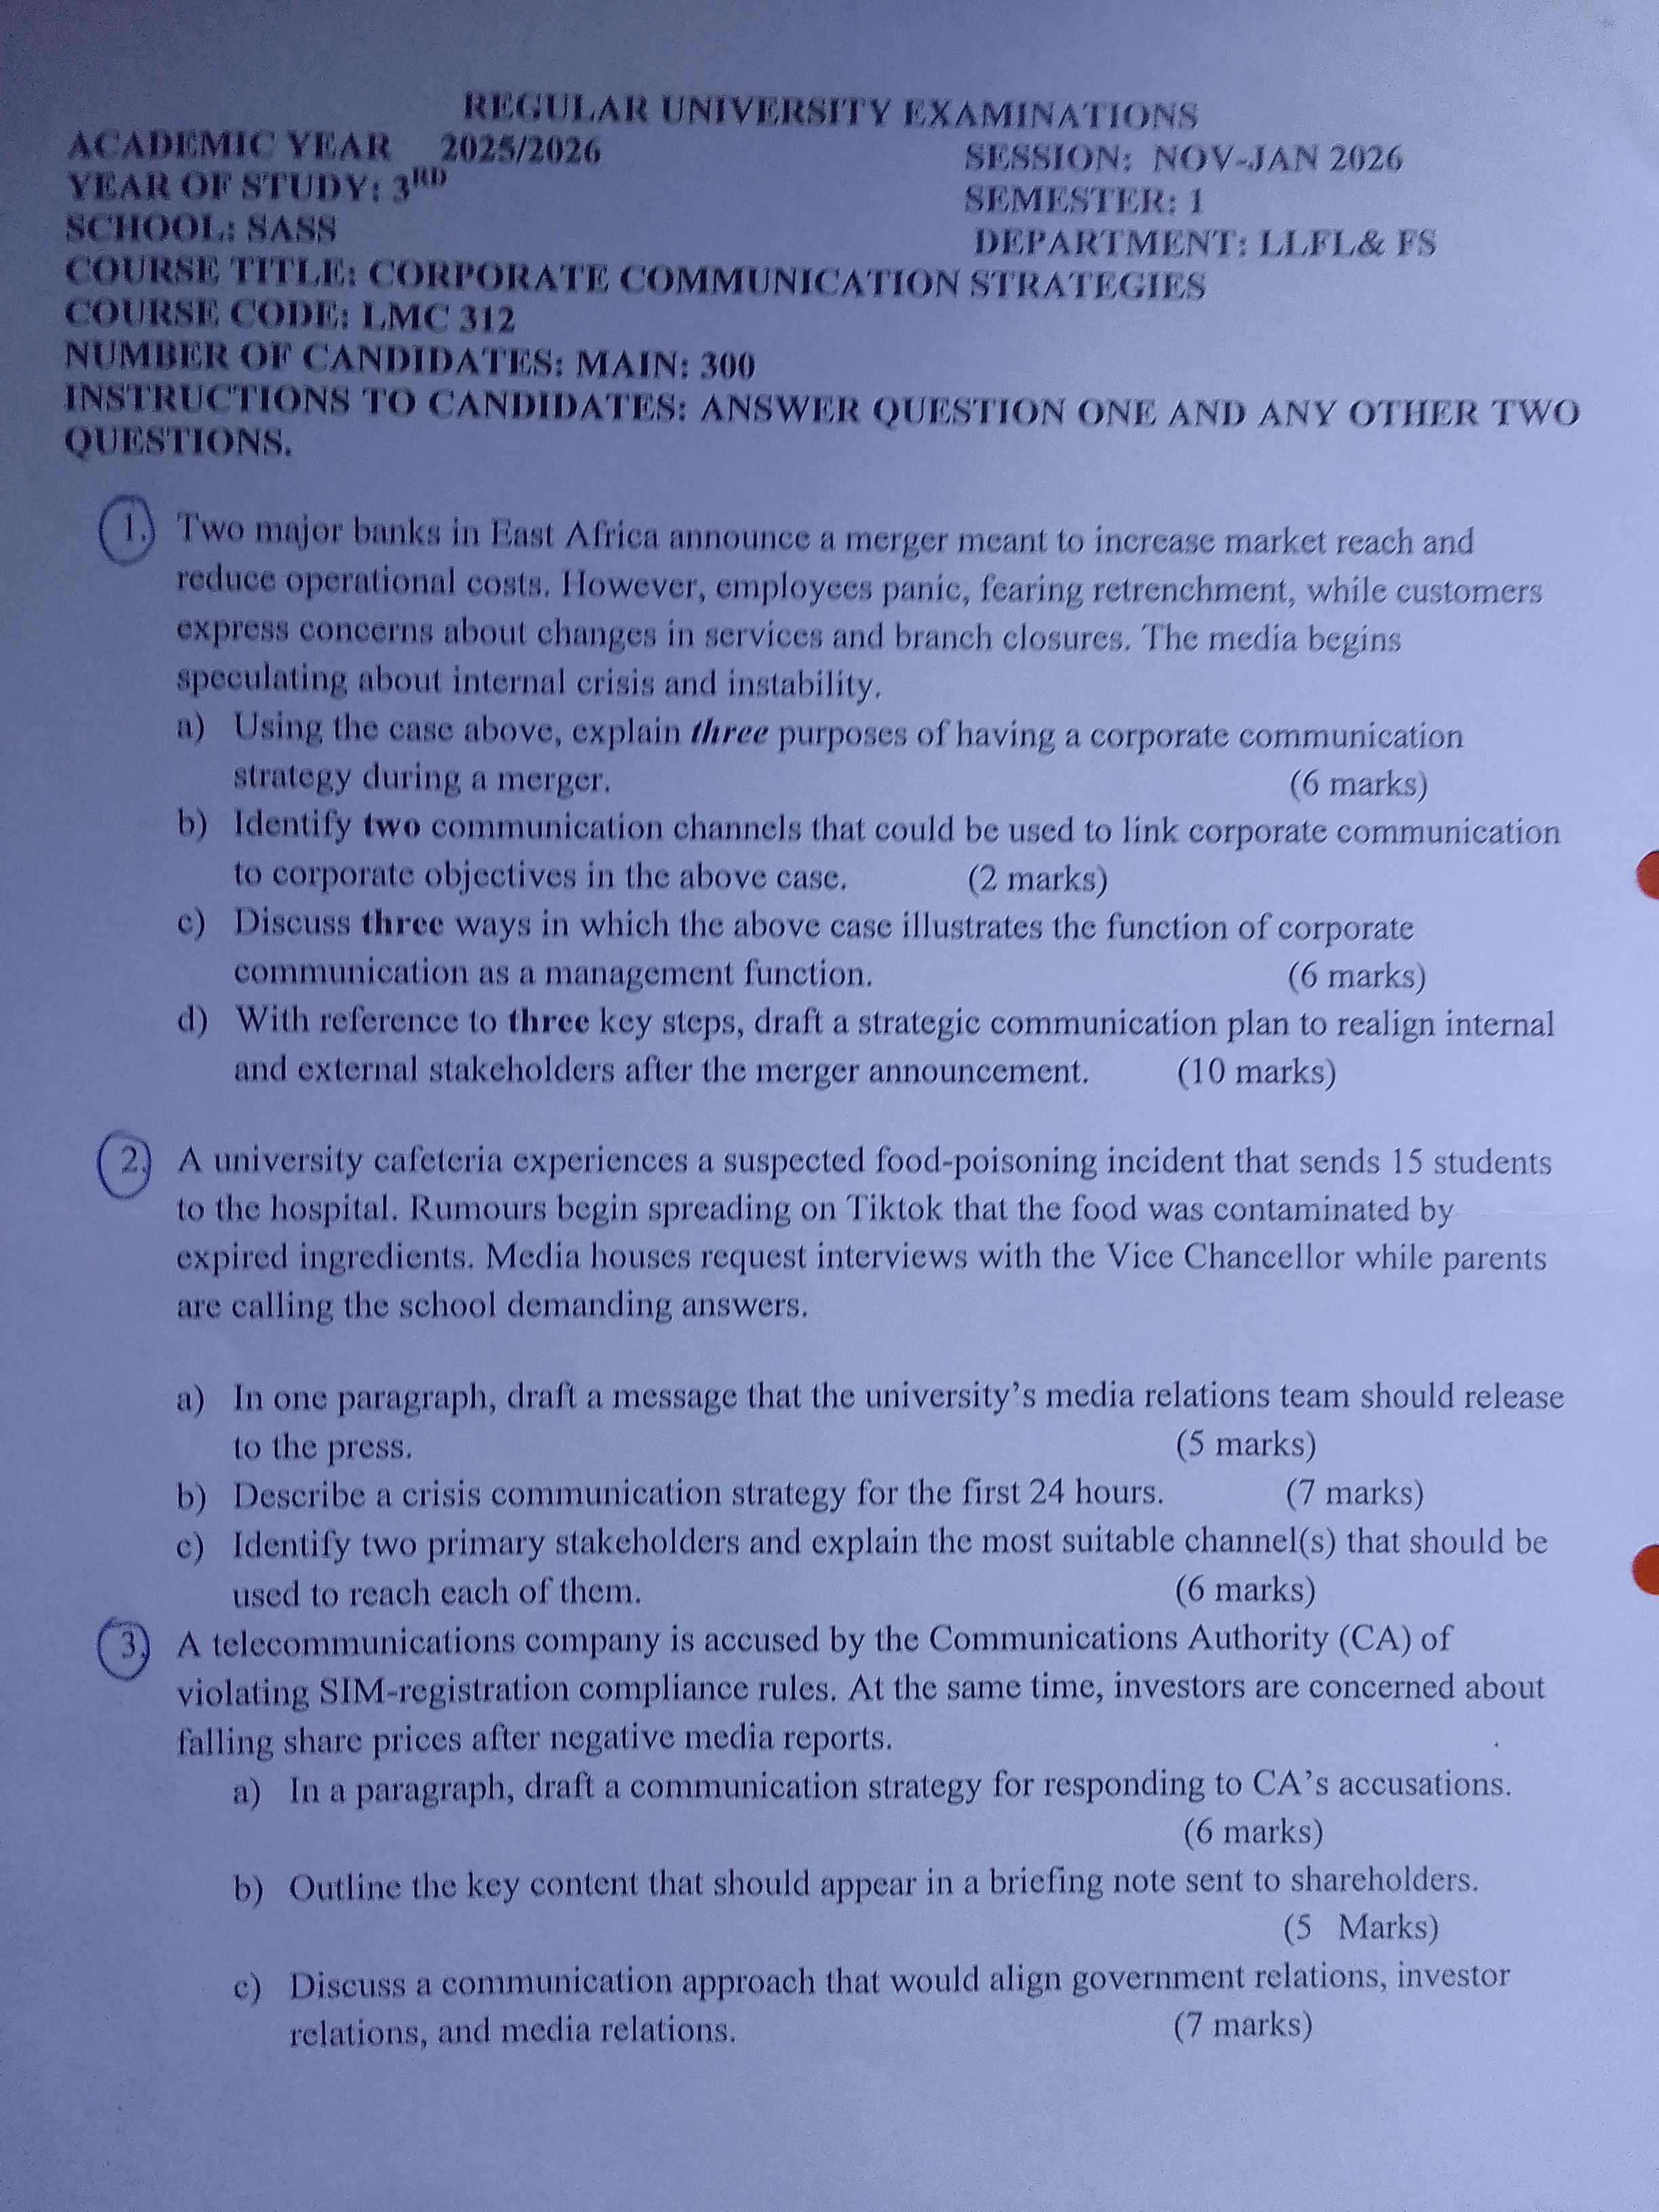 REGULAR UNIVERSITY EXAMINATIONS
ACADEMIC YEAR 2025/2026 SESSION: NOV-JAN 2026
YEAR OF STUDY: 3RD SEMESTER: 1
SCHOOL: SASS DEPARTMENT: LLFL& FS
COURSE TITLE: CORPORATE COMMUNICATION STRATEGIES
COURSE CODE: LMC 312
NUMBER OF CANDIDATES: MAIN: 300
INSTRUCTIONS TO CANDIDATES: ANSWER QUESTION ONE AND ANY OTHER TWO
QUESTIONS.
1. Two major banks in East Africa announce a merger meant to increase market reach and
reduce operational costs. However, employees panic, fearing retrenchment, while customers
express concerns about changes in services and branch closures. The media begins
speculating about internal crisis and instability.
a) Using the case above, explain three purposes of having a corporate communication
strategy during a merger. (6 marks)
b) Identify two communication channels that could be used to link corporate communication
to corporate objectives in the above case. (2 marks)
c) Discuss three ways in which the above case illustrates the function of corporate
communication as a management function. (6 marks)
d) With reference to three key steps, draft a strategic communication plan to realign internal
and external stakeholders after the merger announcement. (10 marks)
2. A university cafeteria experiences a suspected food-poisoning incident that sends 15 students
to the hospital. Rumours begin spreading on Tiktok that the food was contaminated by
expired ingredients. Media houses request interviews with the Vice Chancellor while parents
are calling the school demanding answers.
a) In one paragraph, draft a message that the university's media relations team should release
to the press. (5 marks)
b) Describe a crisis communication strategy for the first 24 hours. (7 marks)
c) Identify two primary stakeholders and explain the most suitable channel(s) that should be
used to reach each of them. (6 marks)
3. A telecommunications company is accused by the Communications Authority (CA) of
violating SIM-registration compliance rules. At the same time, investors are concerned about
falling share prices after negative media reports.
a) In a paragraph, draft a communication strategy for responding to CA's accusations.
(6 marks)
b) Outline the key content that should appear in a briefing note sent to shareholders.
(5 Marks)
c) Discuss a communication approach that would align government relations, investor
relations, and media relations. (7 marks)